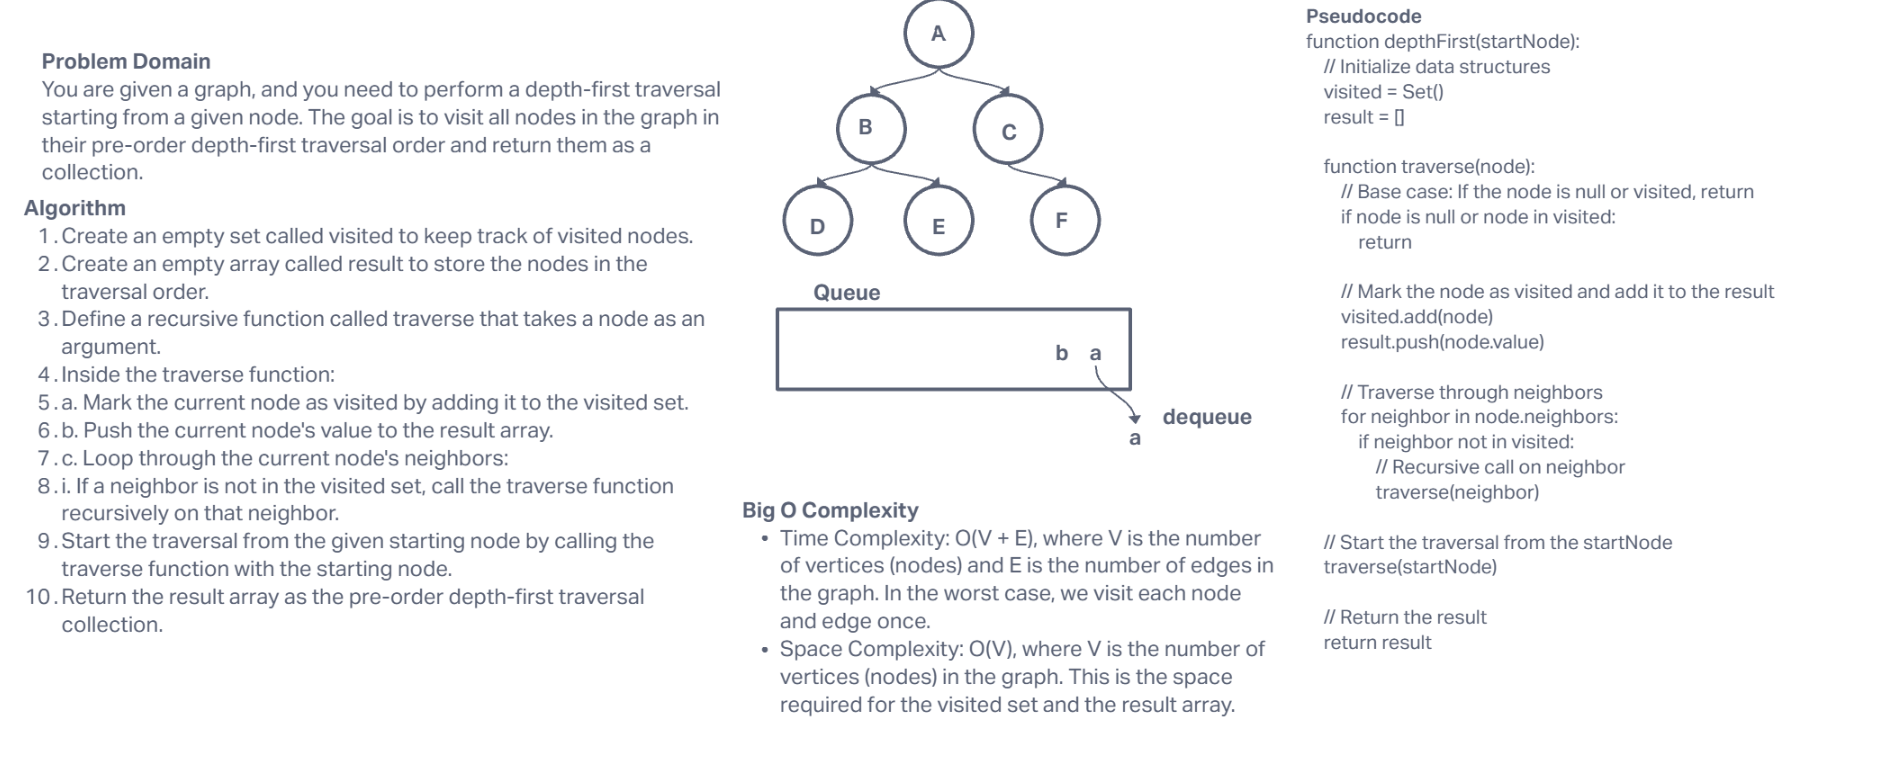 Problem Domain
You are given a graph, and you need to perform a depth-first traversal
starting from a given node. The goal is to visit all nodes in the graph in
their pre-order depth-first traversal order and return them as a
collection.
Algorithm
1. Create an empty set called visited to keep track of visited nodes.
2. Create an empty array called result to store the nodes in the
traversal order.
3. Define a recursive function called traverse that takes a node as an
argument.
4. Inside the traverse function:
5. a. Mark the current node as visited by adding it to the visited set.
6. b. Push the current node's value to the result array.
7. c. Loop through the current node's neighbors:
8. i. If a neighbor is not in the visited set, call the traverse function
recursively on that neighbor.
9. Start the traversal from the given starting node by calling the
traverse function with the starting node.
10. Return the result array as the pre-order depth-first traversal
collection.
A
B
C
D
E
F
Queue
b a
dequeue
a
Big O Complexity
• Time Complexity: O(V + E), where V is the number
of vertices (nodes) and E is the number of edges in
the graph. In the worst case, we visit each node
and edge once.
• Space Complexity: O(V), where V is the number of
vertices (nodes) in the graph. This is the space
required for the visited set and the result array.
Pseudocode
function depthFirst(startNode):
// Initialize data structures
visited = Set()
result = []
function traverse(node):
// Base case: If the node is null or visited, return
if node is null or node in visited:
return
// Mark the node as visited and add it to the result
visited.add(node)
result.push(node.value)
// Traverse through neighbors
for neighbor in node.neighbors:
if neighbor not in visited:
// Recursive call on neighbor
traverse(neighbor)
// Start the traversal from the startNode
traverse(startNode)
// Return the result
return result